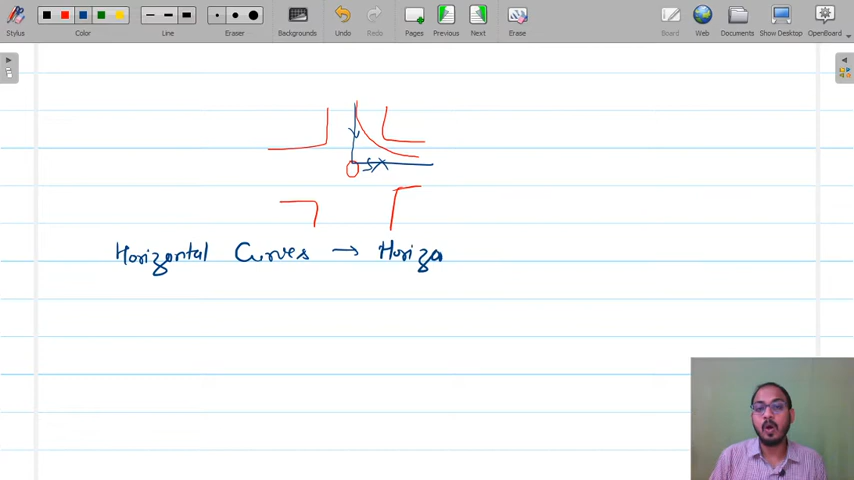 Stylus
Color
Line
Eraser
Backgrounds
Undo
Redo
Pages
Previous
Next
Erase
Board
Web
Documents
Show Desktop
OpenBoard
Horizontal Curves → Horizo